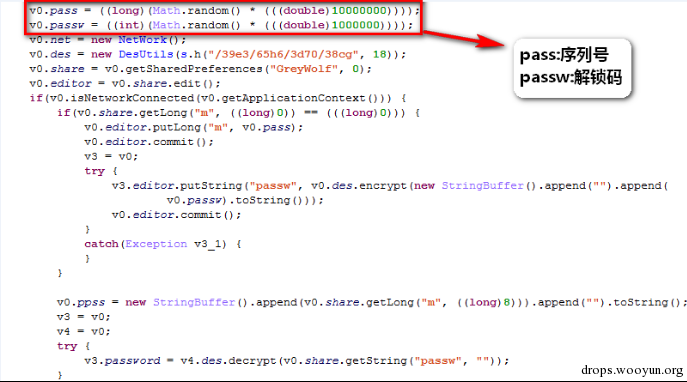 v0.pass = ((long)(Math.random() * (((double)10000000))));
v0.passw = ((int)(Math.random() * (((double)1000000))));
v0.net = new NetWork();
v0.des = new DesUtils(s.h("/39e3/65h6/3d70/38cg", 18));
v0.share = v0.getSharedPreferences("GreyWolf", 0);
v0.editor = v0.share.edit();
if(v0.isNetworkConnected(v0.getApplicationContext())) {
if(v0.share.getLong("m", ((long)0)) == (((long)0))) {
v0.editor.putLong("m", v0.pass);
v0.editor.commit();
v3 = v0;
try {
v3.editor.putString("passw", v0.des.encrypt(new StringBuffer().append("").append(
v0.passw).toString()));
v0.editor.commit();
}
catch(Exception v3_1) {
}
}
v0.ppss = new StringBuffer().append(v0.share.getLong("m", ((long)8))).append("").toString();
v3 = v0;
v4 = v0;
try {
v3.password = v4.des.decrypt(v0.share.getString("passw", ""));
}
pass:序列号
passw:解锁码
drops.wooyun.org